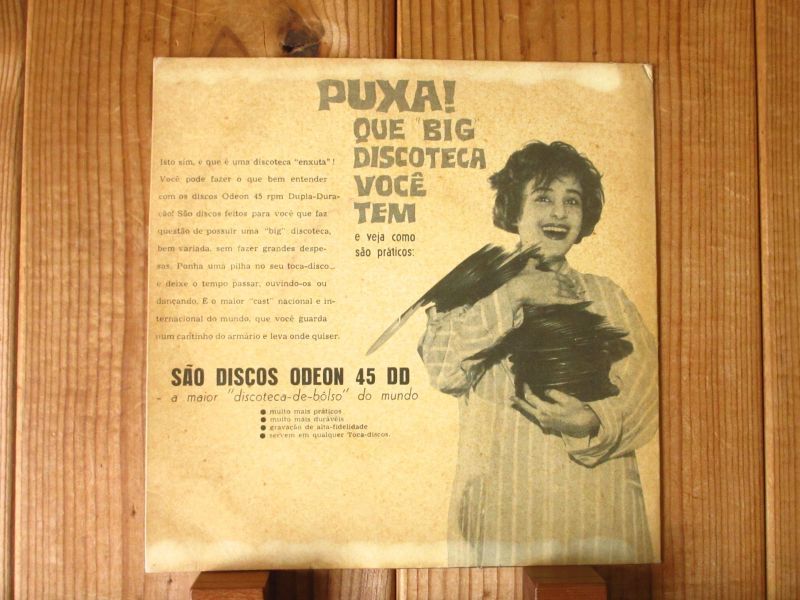 PUXA!
QUE "BIG"
DISCOTECA
VOCÊ
TEM
e veja como
são práticos:
Isto sim, e que é uma discoteca "enxuta"!
Você pode fazer o que bem entender
com os discos Odeon 45 rpm Dupla-Dura-
ção! São discos feitos para você que faz
questão de possuir uma "big" discoteca,
bem variada, sem fazer grandes despe-
sas. Ponha uma pilha no seu toca-disco...
e deixe o tempo passar, ouvindo-os ou
dançando. É o maior "cast" nacional e in-
ternacional do mundo, que você guarda
num cantinho do armário e leva onde quiser.
SÃO DISCOS ODEON 45 DD
- a maior "discoteca-de-bôlso" do mundo
● muito mais práticos
● muito mais duráveis
● gravação de alta-fidelidade
● servem em qualquer Toca-discos.